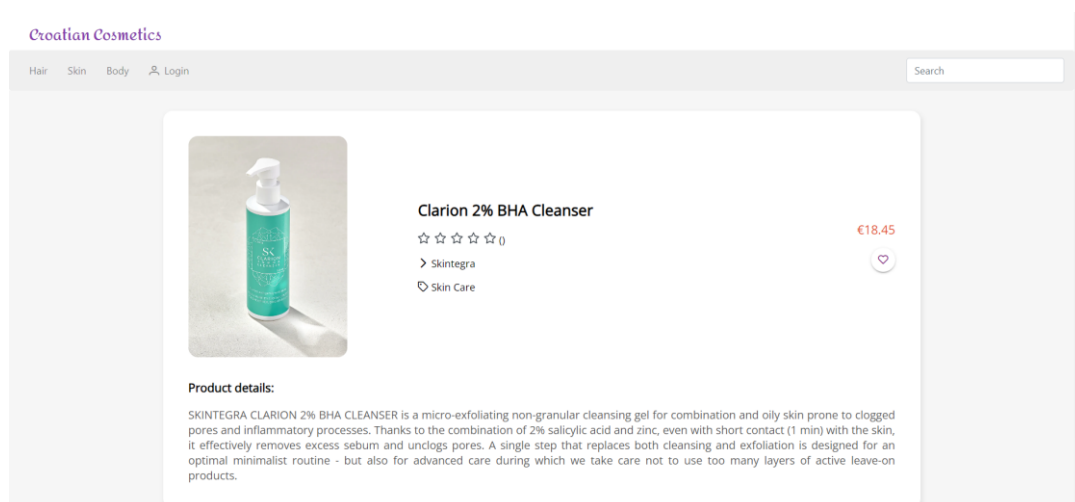 Croatian Cosmetics
Hair Skin Body Login
Search
Clarion 2% BHA Cleanser
()
€18.45
Skintegra
Skin Care
SK
Product details:
SKINTEGRA CLARION 2% BHA CLEANSER is a micro-exfoliating non-granular cleansing gel for combination and oily skin prone to clogged
pores and inflammatory processes. Thanks to the combination of 2% salicylic acid and zinc, even with short contact (1 min) with the skin,
it effectively removes excess sebum and unclogs pores. A single step that replaces both cleansing and exfoliation is designed for an
optimal minimalist routine - but also for advanced care during which we take care not to use too many layers of active leave-on
products.